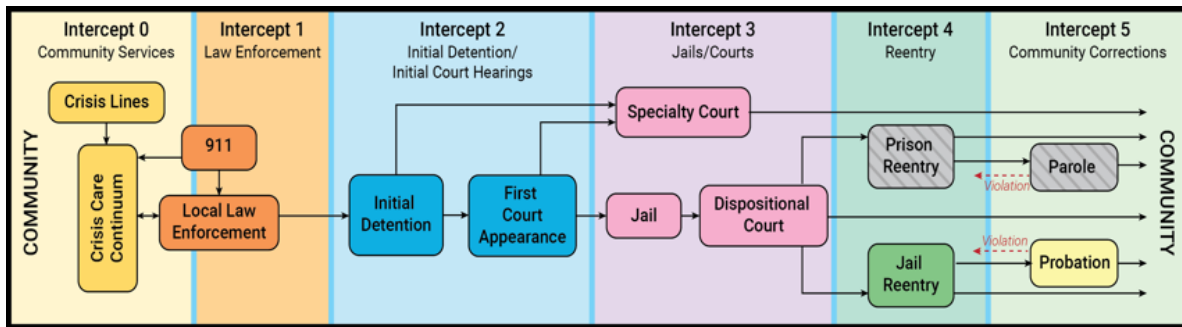 Intercept 0
Community Services
Intercept 1
Law Enforcement
Intercept 2
Initial Detention/
Initial Court Hearings
Intercept 3
Jails/Courts
Intercept 4
Reentry
Intercept 5
Community Corrections
COMMUNITY
Crisis Lines
911
Crisis Care
Continuum
Local Law
Enforcement
Initial
Detention
First
Court
Appearance
Specialty Court
Jail
Dispositional
Court
Prison
Reentry
Violation
Parole
Jail
Reentry
Violation
Probation
COMMUNITY